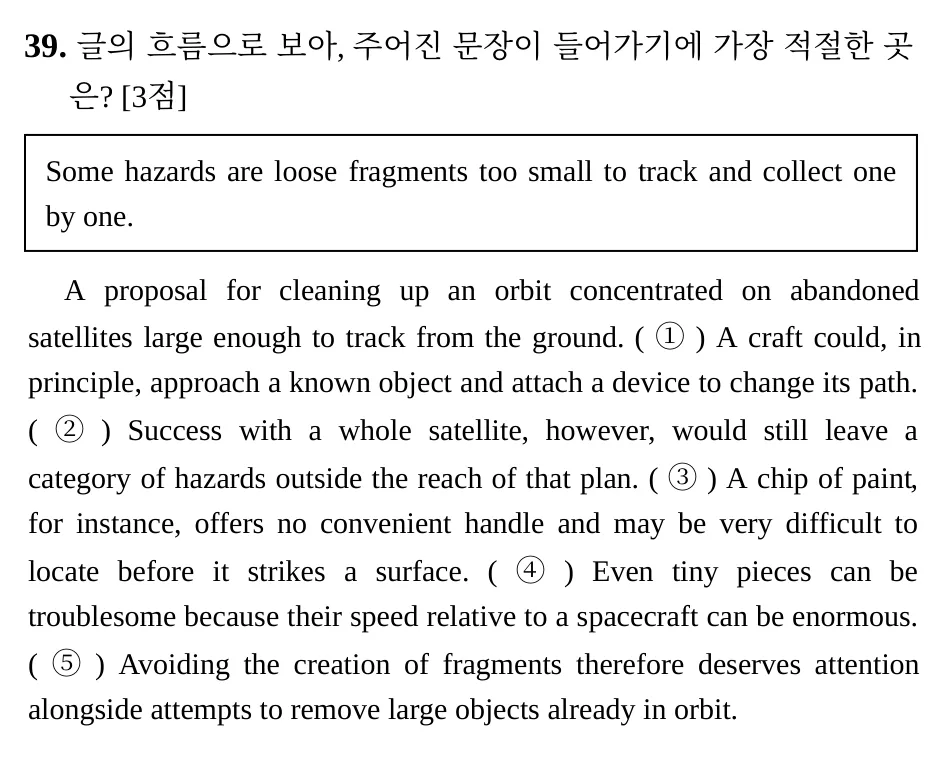 39. 글의 흐름으로 보아, 주어진 문장이 들어가기에 가장 적절한 곳
은? [3점]
Some hazards are loose fragments too small to track and collect one
by one.
A proposal for cleaning up an orbit concentrated on abandoned
satellites large enough to track from the ground. ( ① ) A craft could, in
principle, approach a known object and attach a device to change its path.
( ② ) Success with a whole satellite, however, would still leave a
category of hazards outside the reach of that plan. ( ③ ) A chip of paint,
for instance, offers no convenient handle and may be very difficult to
locate before it strikes a surface. ( ④ ) Even tiny pieces can be
troublesome because their speed relative to a spacecraft can be enormous.
( ⑤ ) Avoiding the creation of fragments therefore deserves attention
alongside attempts to remove large objects already in orbit.